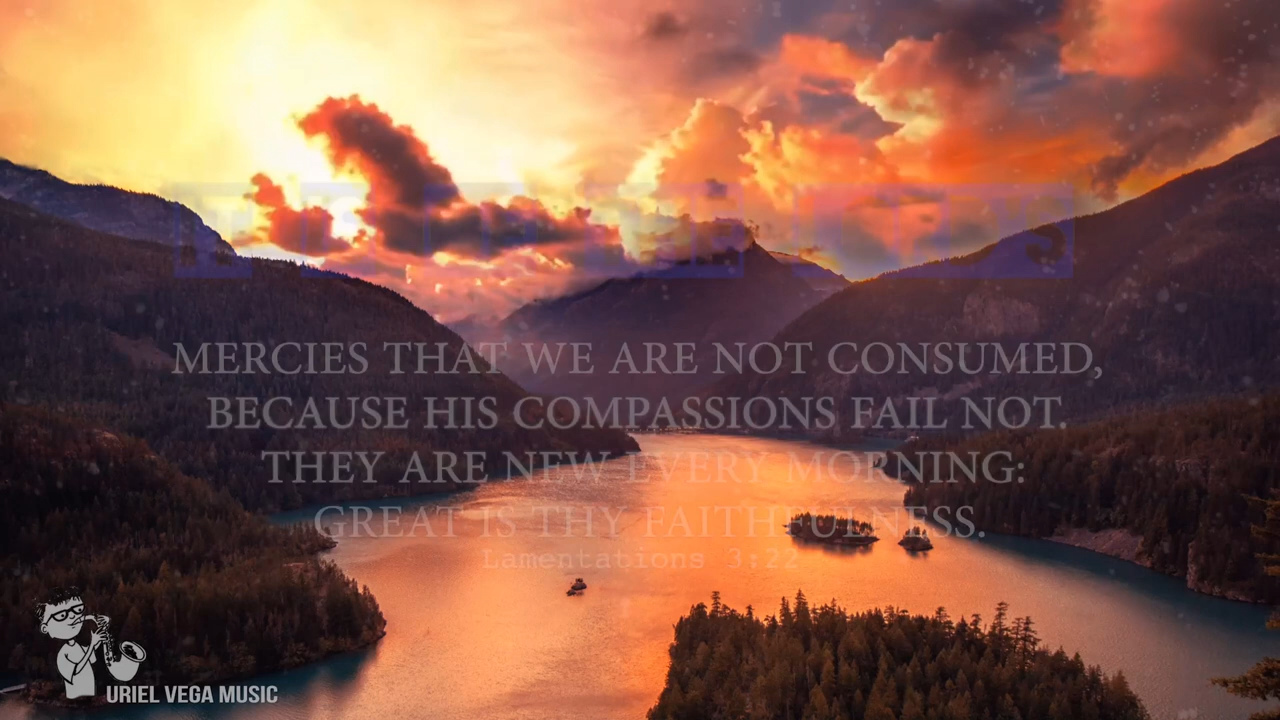 MERCIES THAT WE ARE NOT CONSUMED,
BECAUSE HIS COMPASSIONS FAIL NOT.
THEY ARE NEW EVERY MORNING:
GREAT IS THY FAITHFULNESS.
Lamentations 3:22
URIEL VEGA MUSIC